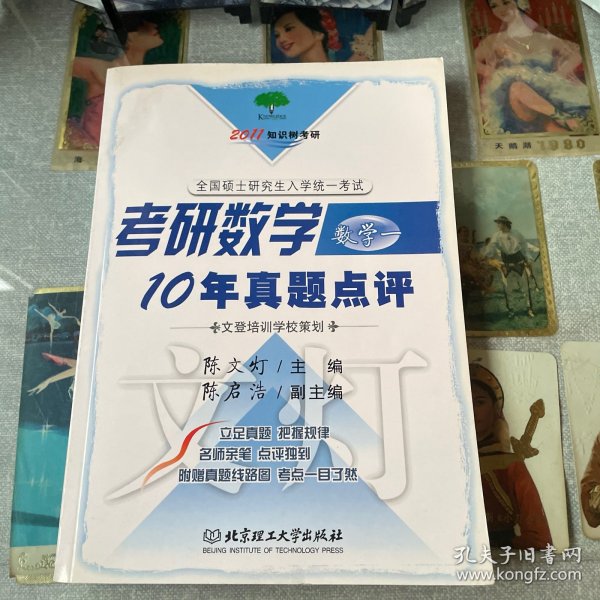 KNOWLEDGE
2011 知识树考研
全国硕士研究生入学统一考试
考研数学 数学一
10年真题点评
文登培训学校策划
陈文灯 / 主 编
陈启浩 / 副主编
文灯
立足真题 把握规律
名师亲笔 点评独到
附赠真题线路图 考点一目了然
北京理工大学出版社
BEIJING INSTITUTE OF TECHNOLOGY PRESS
海
天鹅湖
1980
孔夫子旧书网
www.kongfz.com